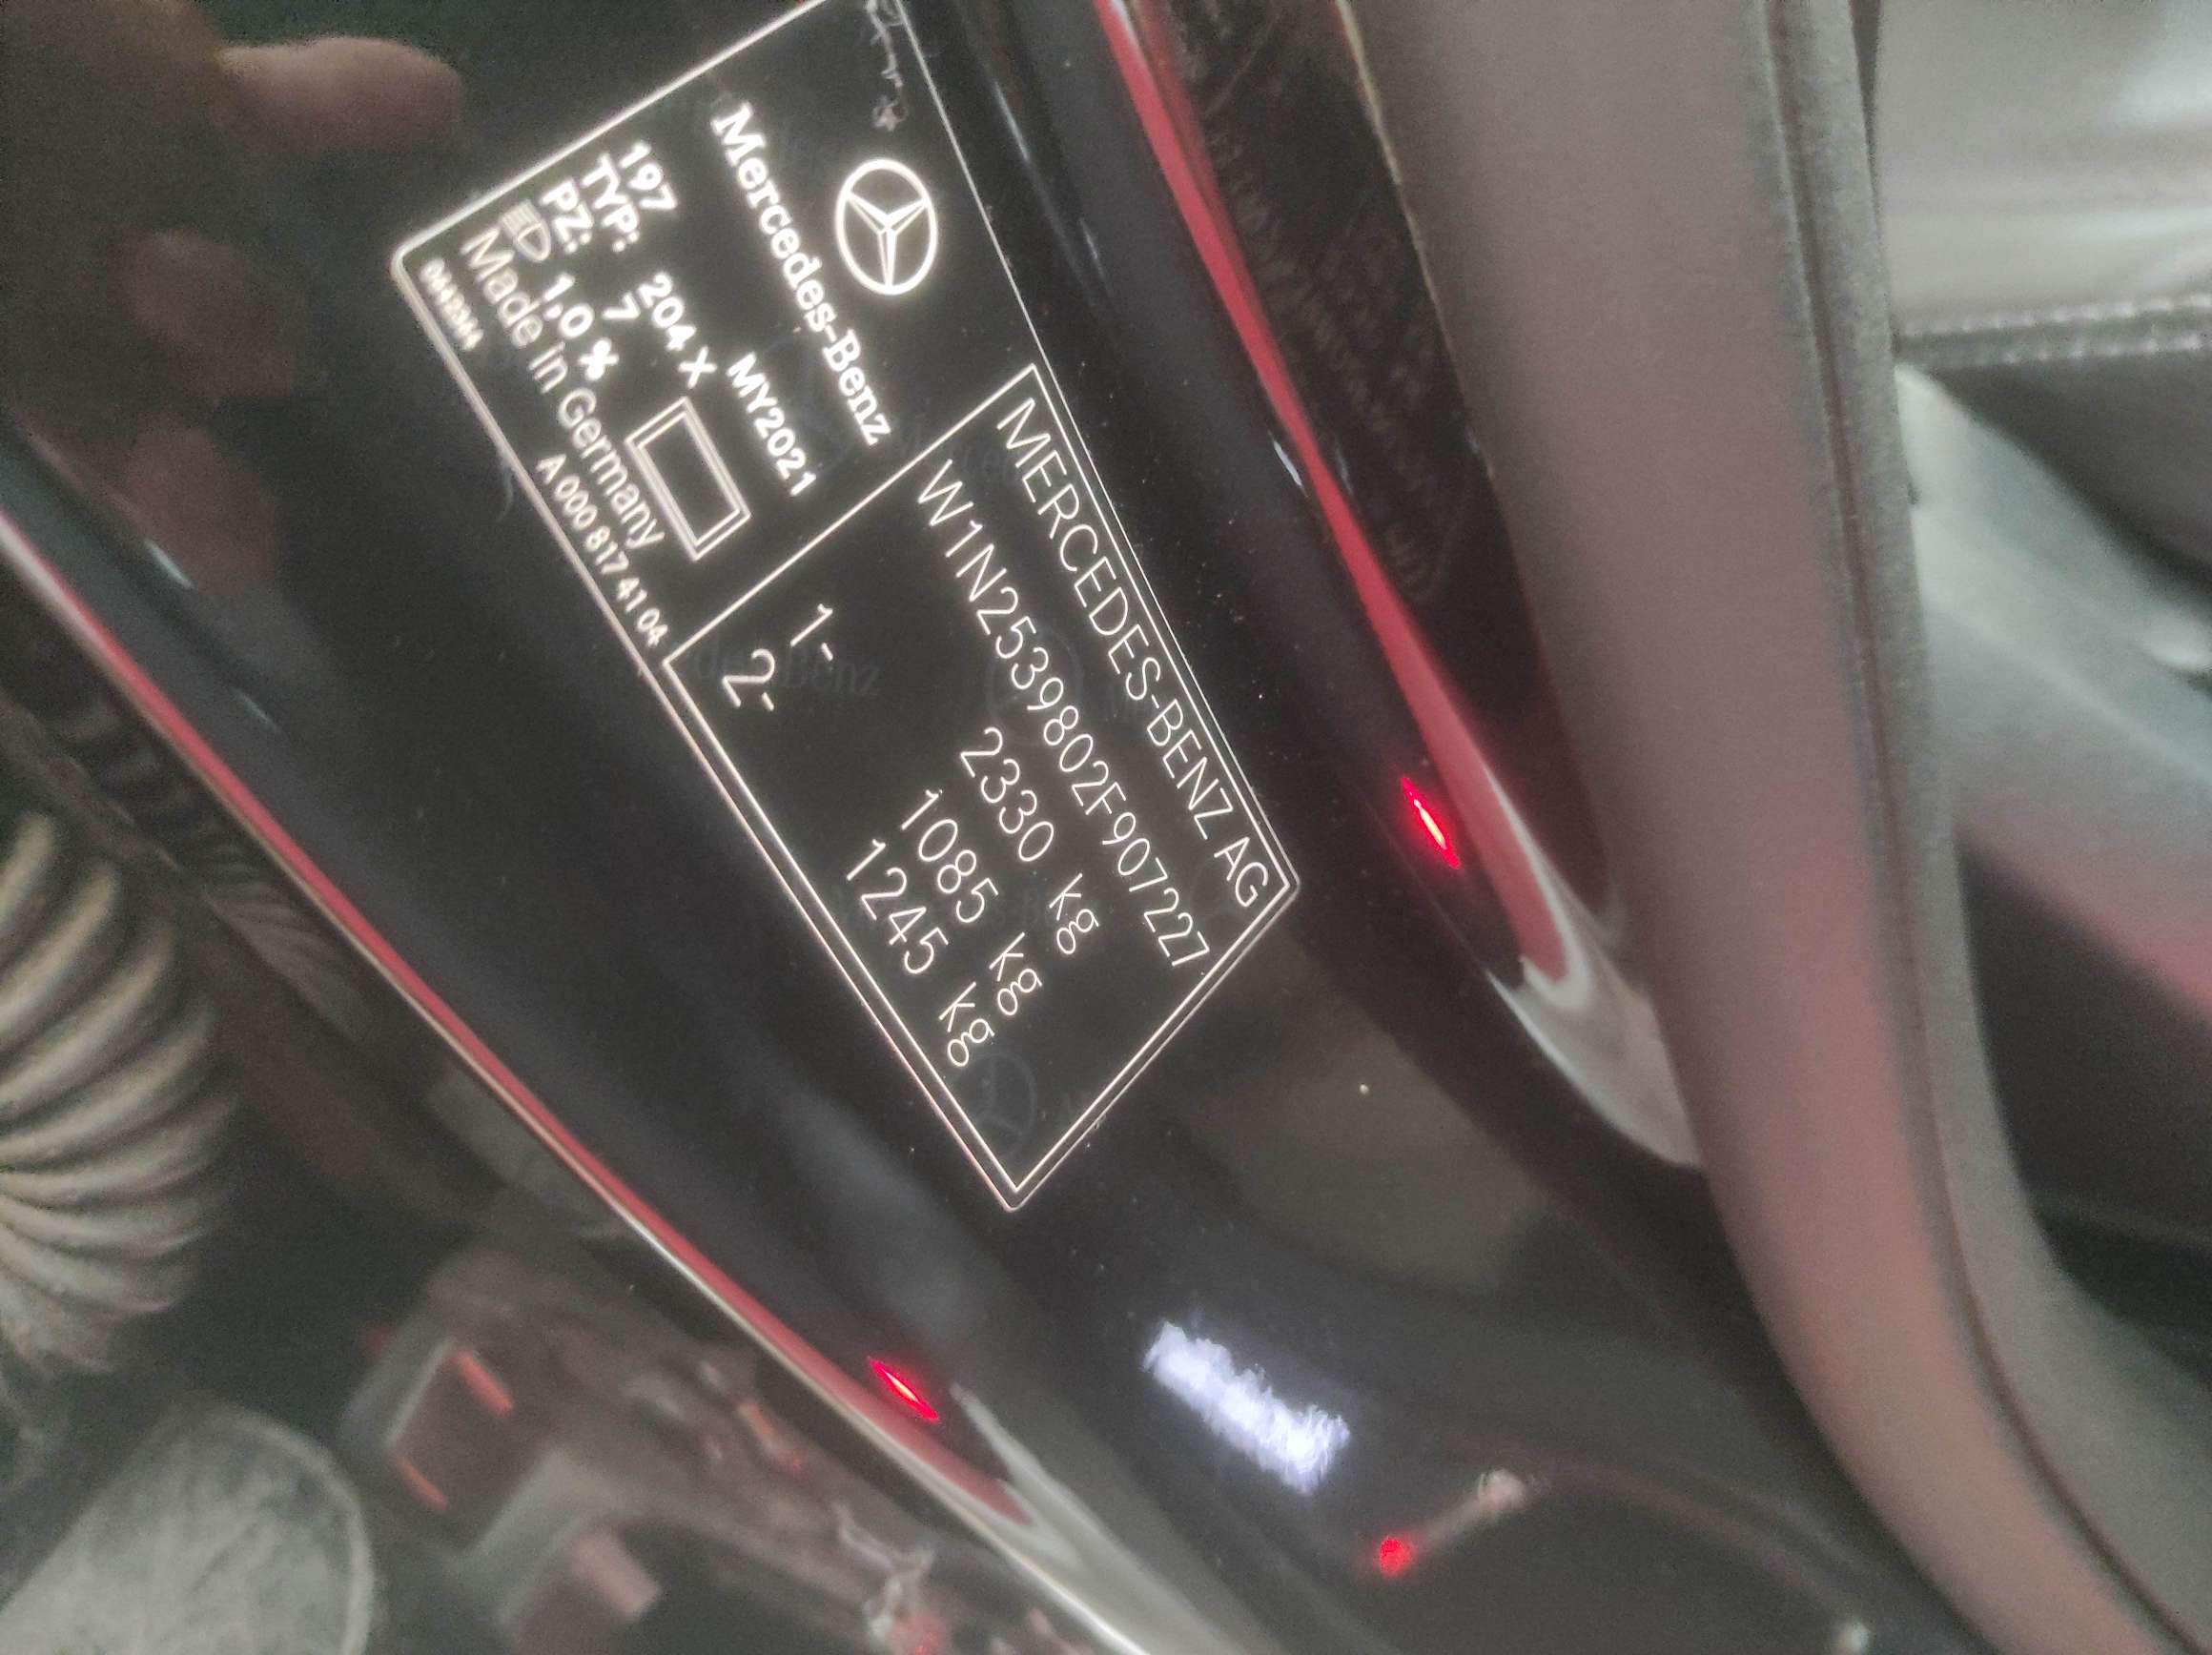 Mercedes-Benz
197 MY2021
TYP: 204 X
PZ: 7
1,0 %
Made in Germany
A 000 817 41 04
MERCEDES-BENZ AG
W1N2539802F907227
2330 kg
1- 1085 kg
2- 1245 kg